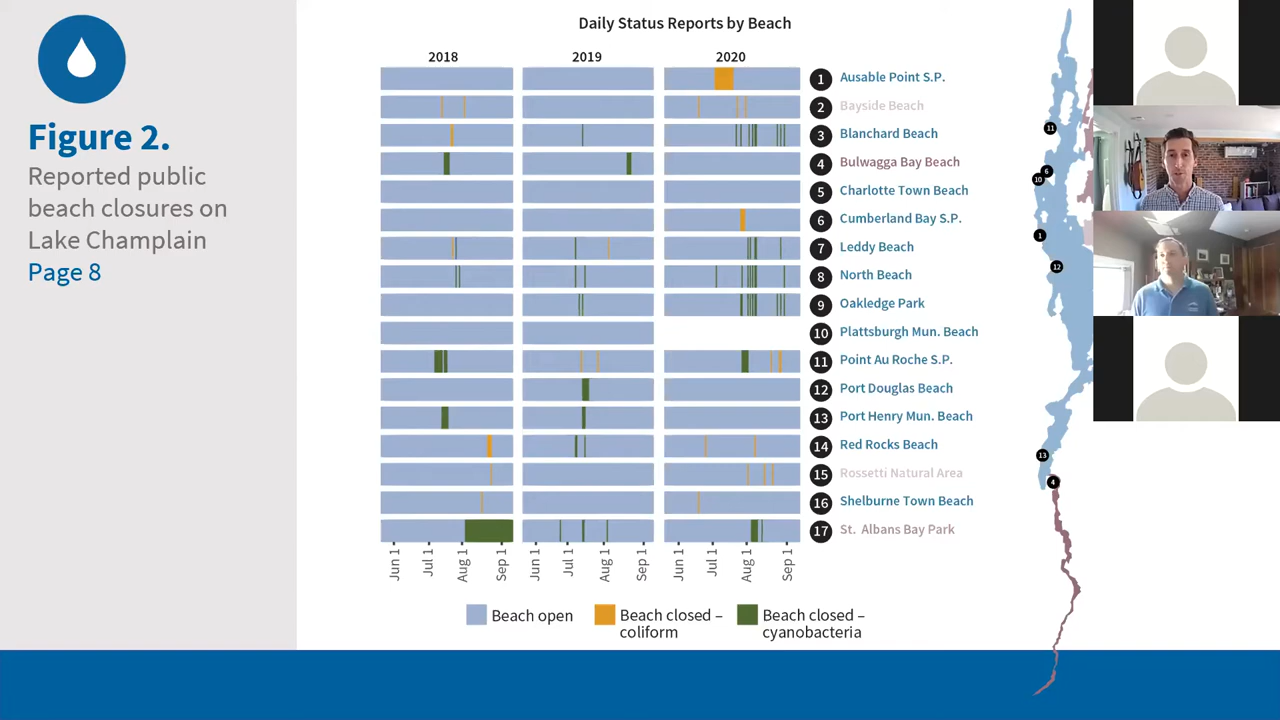 Figure 2.
Reported public
beach closures on
Lake Champlain
Page 8
Daily Status Reports by Beach
2018 2019 2020
1 Ausable Point S.P.
2 Bayside Beach
3 Blanchard Beach
4 Bulwagga Bay Beach
5 Charlotte Town Beach
6 Cumberland Bay S.P.
7 Leddy Beach
8 North Beach
9 Oakledge Park
10 Plattsburgh Mun. Beach
11 Point Au Roche S.P.
12 Port Douglas Beach
13 Port Henry Mun. Beach
14 Red Rocks Beach
15 Rossetti Natural Area
16 Shelburne Town Beach
17 St. Albans Bay Park
Jun 1 Jul 1 Aug 1 Sep 1 Jun 1 Jul 1 Aug 1 Sep 1 Jun 1 Jul 1 Aug 1 Sep 1
Beach open
Beach closed –
coliform
Beach closed –
cyanobacteria
11
6
10
1
12
13
4